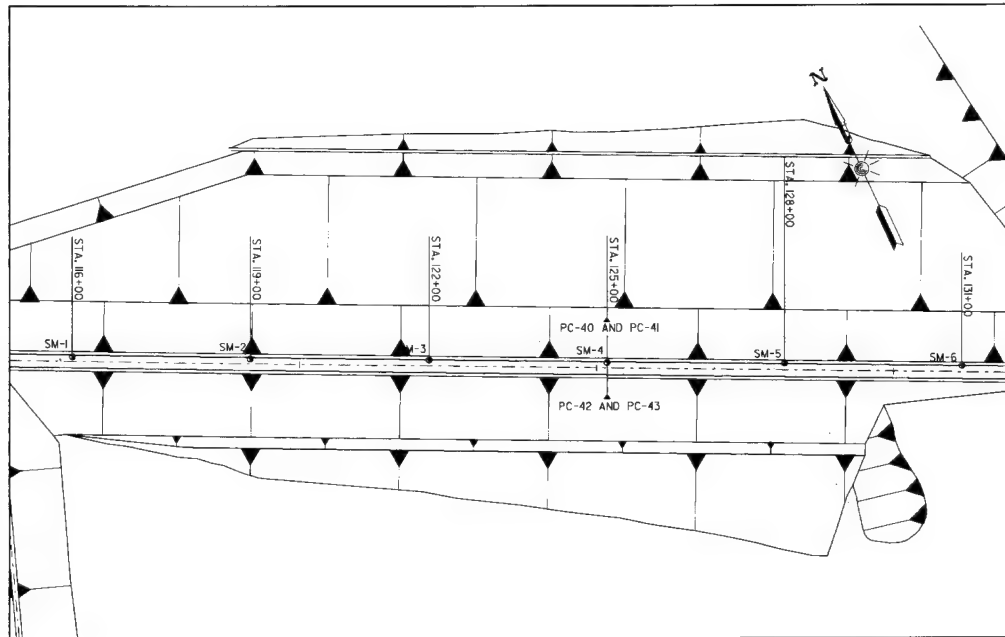 N
STA. 116+00
STA. 119+00
STA. 122+00
STA. 125+00
STA. 128+00
STA. 131+00
PC-40 AND PC-41
SM-1
SM-2
M-3
SM-4
SM-5
SM-6
PC-42 AND PC-43